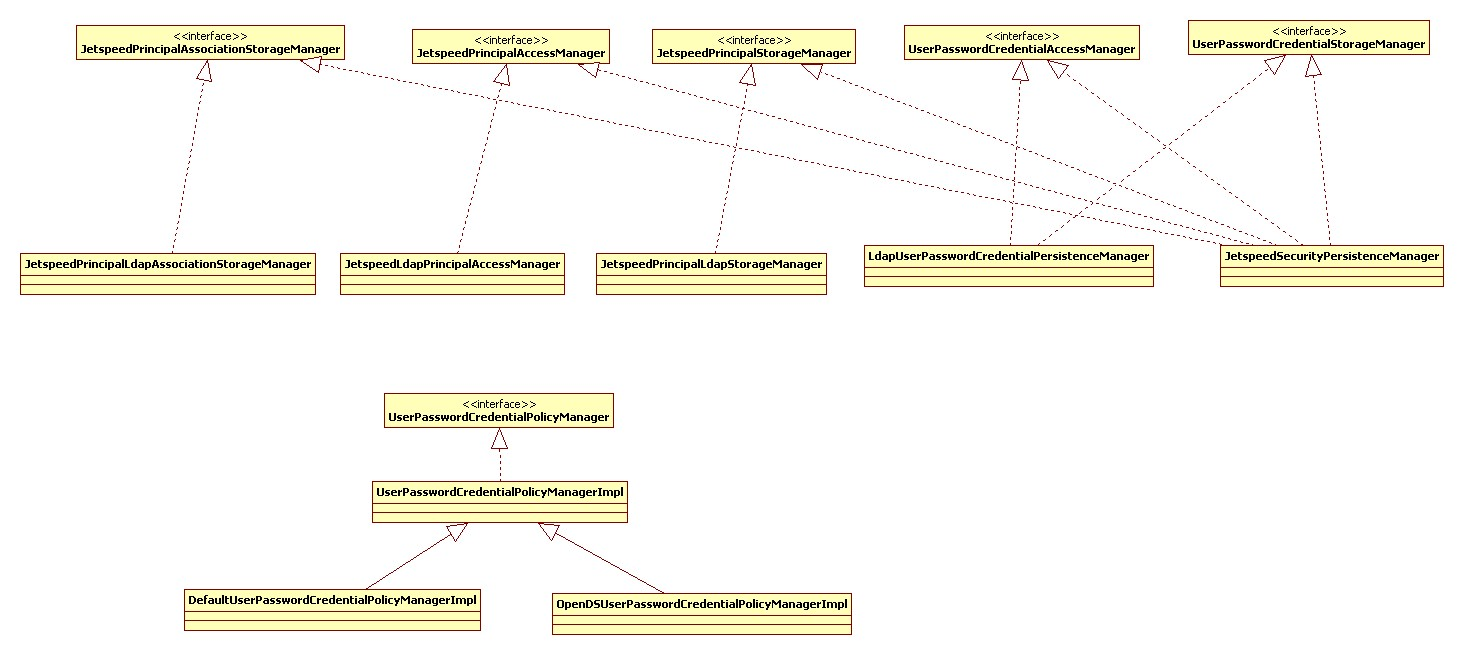 <<interface>>
JetspeedPrincipalAssociationStorageManager
<<interface>>
JetspeedPrincipalAccessManager
<<interface>>
JetspeedPrincipalStorageManager
<<interface>>
UserPasswordCredentialAccessManager
<<interface>>
UserPasswordCredentialStorageManager
JetspeedPrincipalLdapAssociationStorageManager
JetspeedLdapPrincipalAccessManager
JetspeedPrincipalLdapStorageManager
LdapUserPasswordCredentialPersistenceManager
JetspeedSecurityPersistenceManager
<<interface>>
UserPasswordCredentialPolicyManager
UserPasswordCredentialPolicyManagerImpl
DefaultUserPasswordCredentialPolicyManagerImpl
OpenDSUserPasswordCredentialPolicyManagerImpl